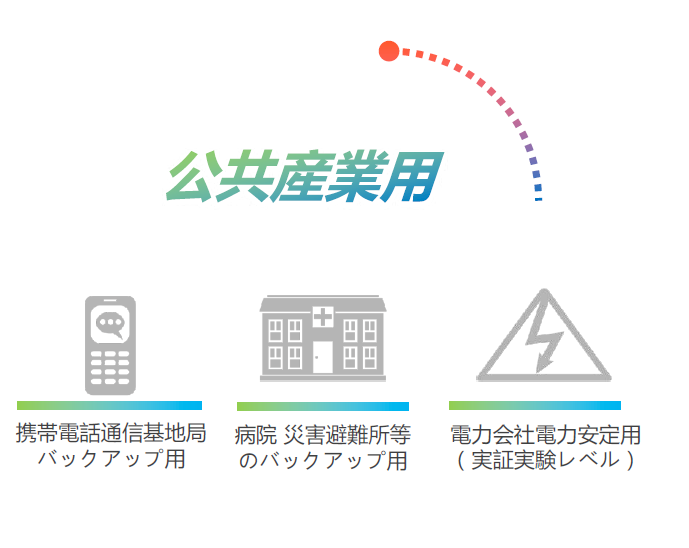 公共産業用
携帯電話通信基地局
バックアップ用
病院 災害避難所等
のバックアップ用
電力会社電力安定用
( 実証実験レベル )